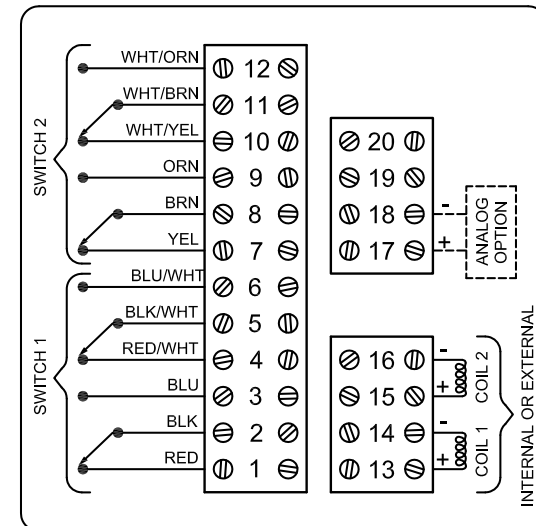 SWITCH 2
WHT/ORN 12
WHT/BRN 11
WHT/YEL 10
ORN 9
BRN 8
YEL 7
SWITCH 1
BLU/WHT 6
BLK/WHT 5
RED/WHT 4
BLU 3
BLK 2
RED 1
20
19
18 -
17 +
ANALOG
OPTION
16 -
15 +
COIL 2
14 -
13 +
COIL 1
INTERNAL OR EXTERNAL